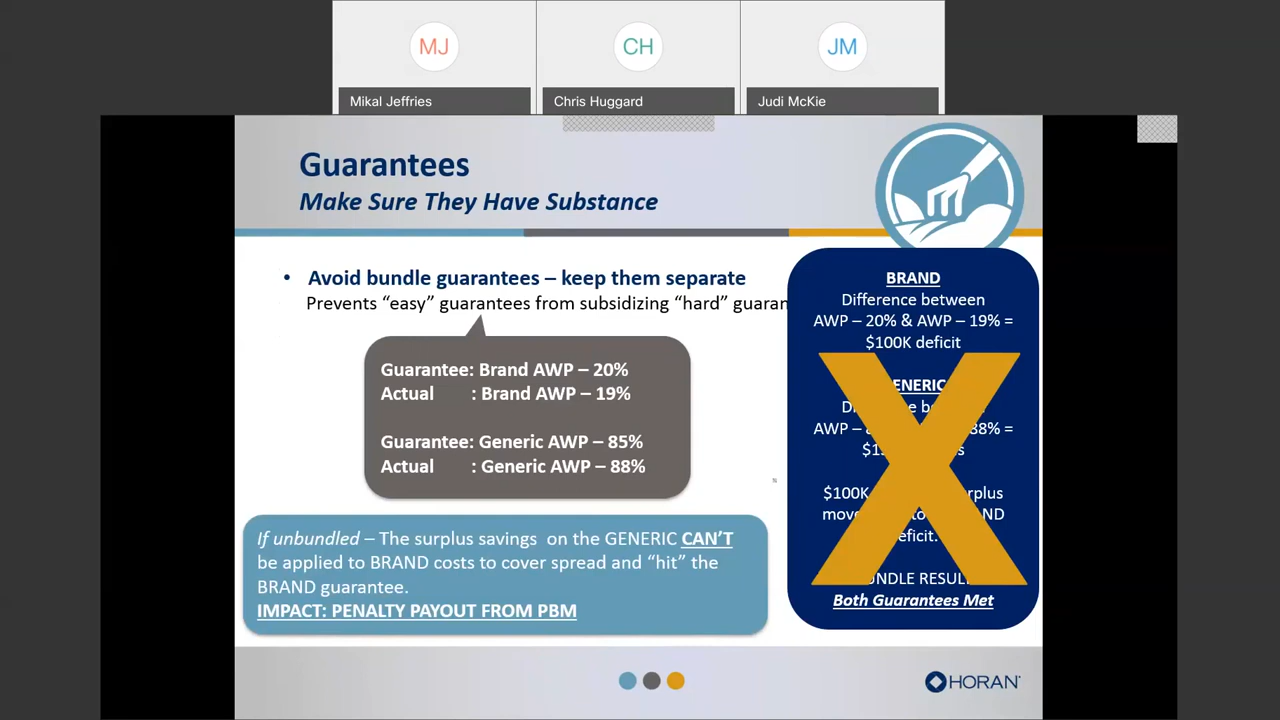 MJ
CH
JM
Mikal Jeffries
Chris Huggard
Judi McKie
Guarantees
Make Sure They Have Substance
• Avoid bundle guarantees – keep them separate
Prevents “easy” guarantees from subsidizing “hard” guaran
Guarantee: Brand AWP – 20%
Actual : Brand AWP – 19%
Guarantee: Generic AWP – 85%
Actual : Generic AWP – 88%
If unbundled – The surplus savings on the GENERIC CAN’T
be applied to BRAND costs to cover spread and “hit” the
BRAND guarantee.
IMPACT: PENALTY PAYOUT FROM PBM
BRAND
Difference between
AWP – 20% & AWP – 19% =
$100K deficit
AWP – 88% =
$100K
Both Guarantees Met
HORAN